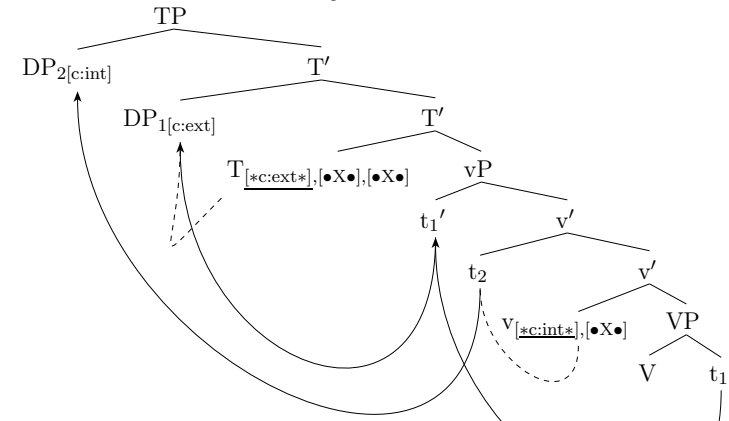 TP
DP₂[c:int] T′
DP₁[c:ext] T′
T[∗c:ext∗],[●X●],[●X●] vP
t₁′ v′
t₂ v′
v[∗c:int∗],[●X●] VP
V t₁